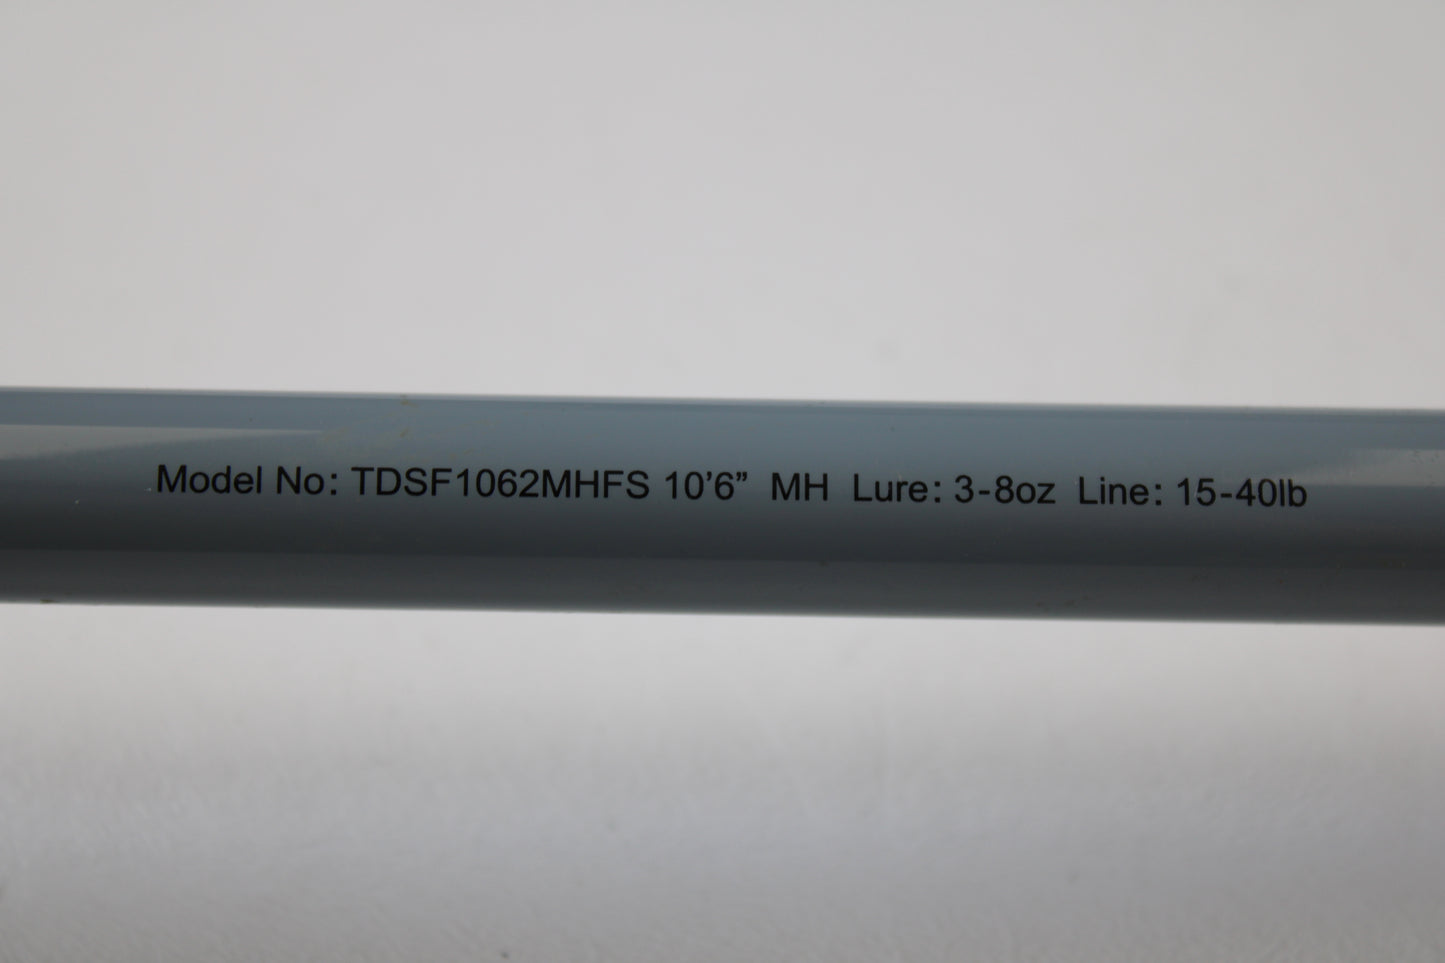 Model No: TDSF1062MHFS 10’6” MH Lure: 3-8oz Line: 15-40lb